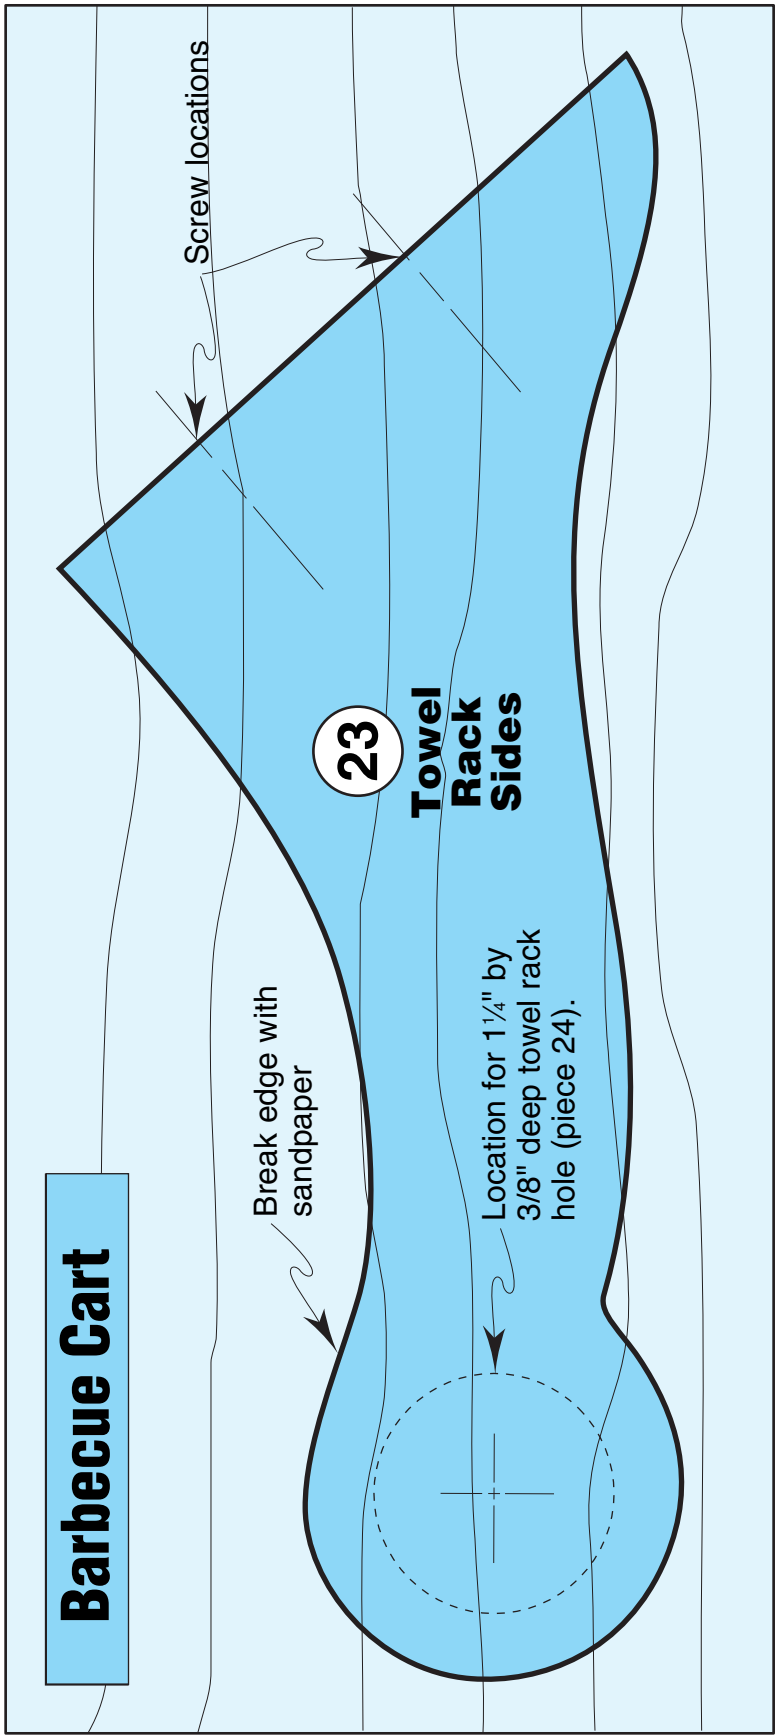 Barbecue Cart
Screw locations
23
Towel
Rack
Sides
Break edge with
sandpaper
Location for 1¼" by
3/8" deep towel rack
hole (piece 24).